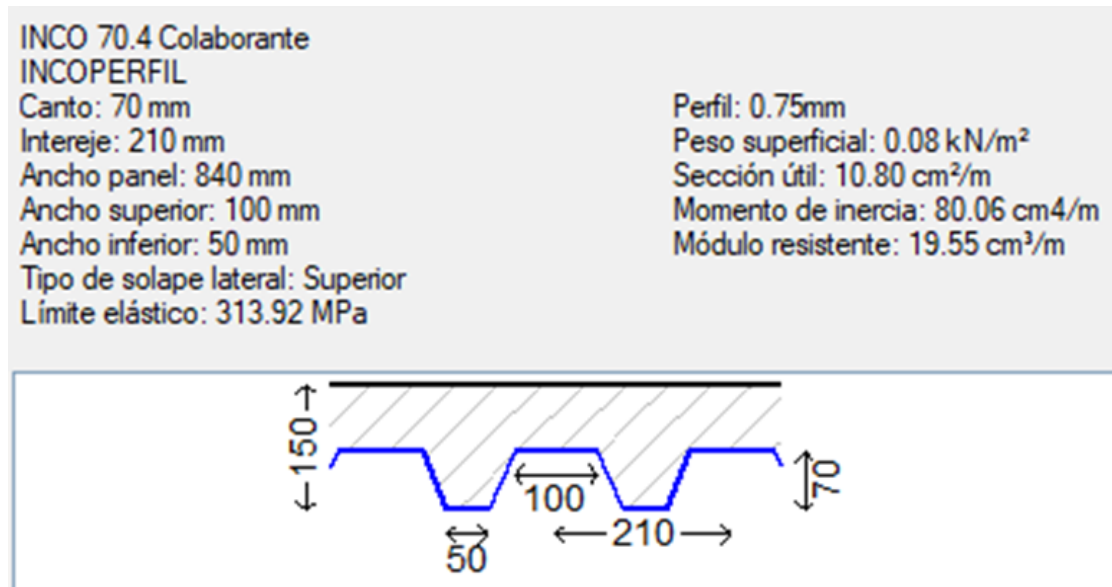 INCO 70.4 Colaborante
INCOPERFIL
Canto: 70 mm
Intereje: 210 mm
Ancho panel: 840 mm
Ancho superior: 100 mm
Ancho inferior: 50 mm
Tipo de solape lateral: Superior
Límite elástico: 313.92 MPa
Perfil: 0.75mm
Peso superficial: 0.08 kN/m²
Sección útil: 10.80 cm²/m
Momento de inercia: 80.06 cm4/m
Módulo resistente: 19.55 cm³/m
150
100
70
50
210